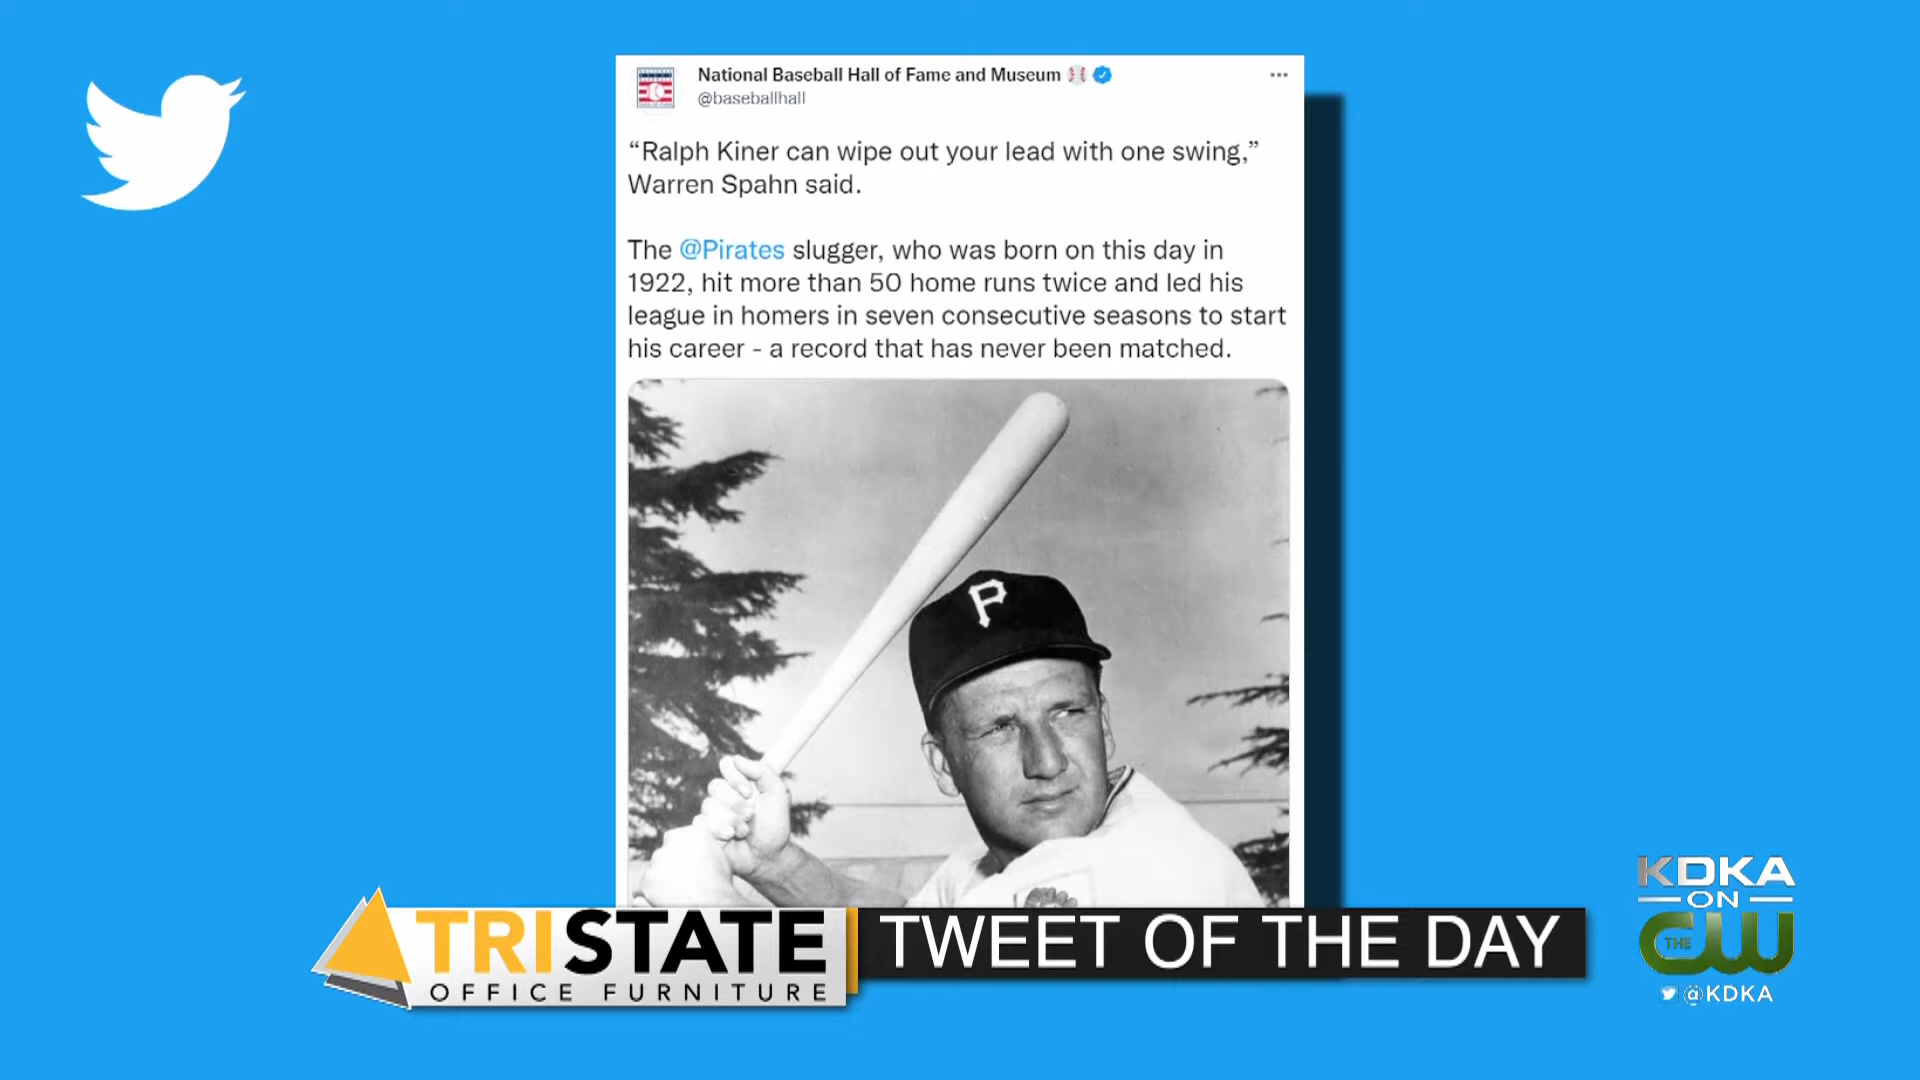 National Baseball Hall of Fame and Museum
@baseballhall
“Ralph Kiner can wipe out your lead with one swing,”
Warren Spahn said.
The @Pirates slugger, who was born on this day in
1922, hit more than 50 home runs twice and led his
league in homers in seven consecutive seasons to start
his career - a record that has never been matched.
P
TRISTATE
OFFICE FURNITURE
TWEET OF THE DAY
KDKA
ON
THE CW
@KDKA